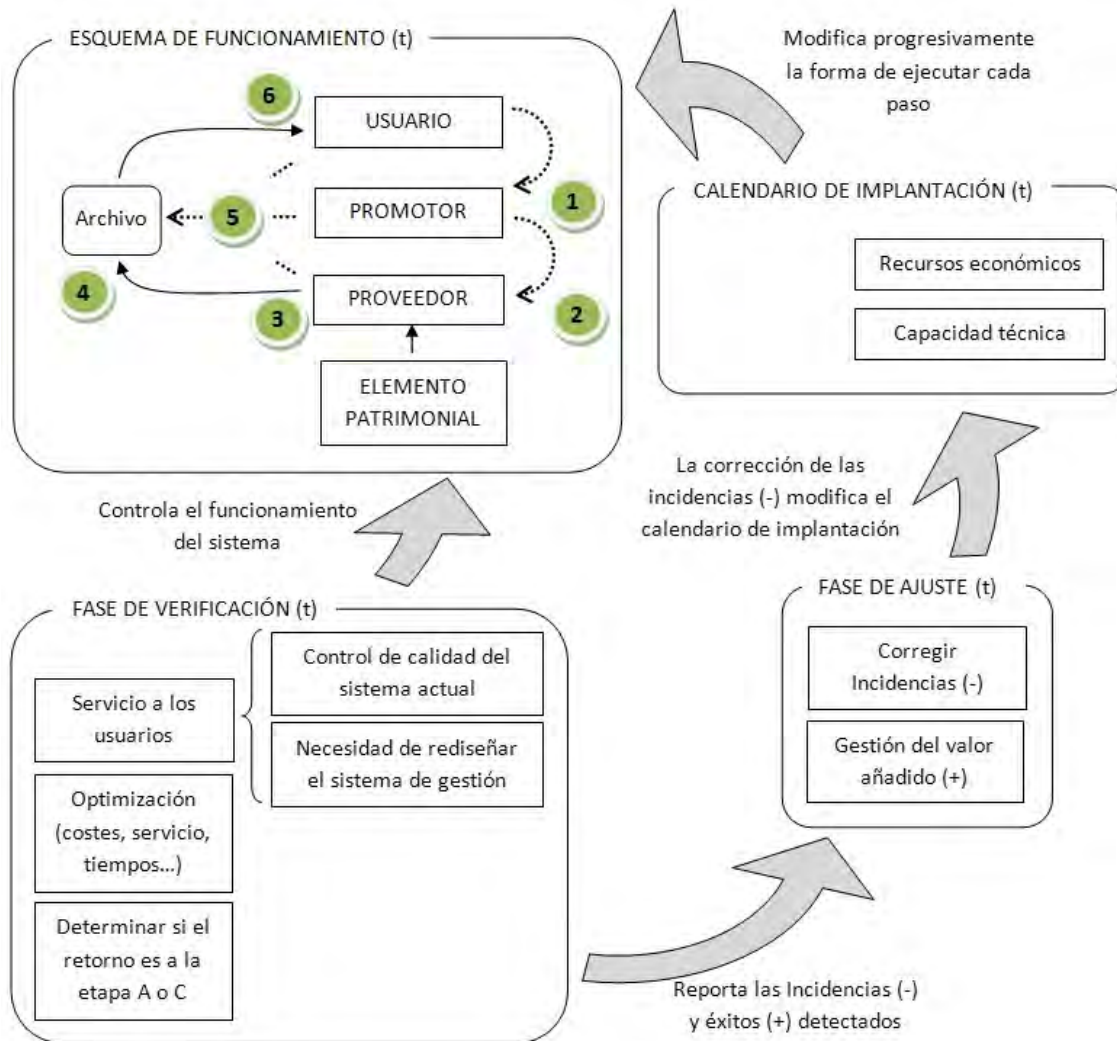 ESQUEMA DE FUNCIONAMIENTO (t)
6
USUARIO
1
Archivo
5
PROMOTOR
4
3
PROVEEDOR
2
ELEMENTO
PATRIMONIAL
Modifica progresivamente
la forma de ejecutar cada
paso
CALENDARIO DE IMPLANTACIÓN (t)
Recursos económicos
Capacidad técnica
Controla el funcionamiento
del sistema
La corrección de las
incidencias (-) modifica el
calendario de implantación
FASE DE VERIFICACIÓN (t)
Servicio a los
usuarios
Control de calidad del
sistema actual
Necesidad de rediseñar
el sistema de gestión
Optimización
(costes, servicio,
tiempos...)
Determinar si el
retorno es a la
etapa A o C
FASE DE AJUSTE (t)
Corregir
Incidencias (-)
Gestión del valor
añadido (+)
Reporta las Incidencias (-)
y éxitos (+) detectados